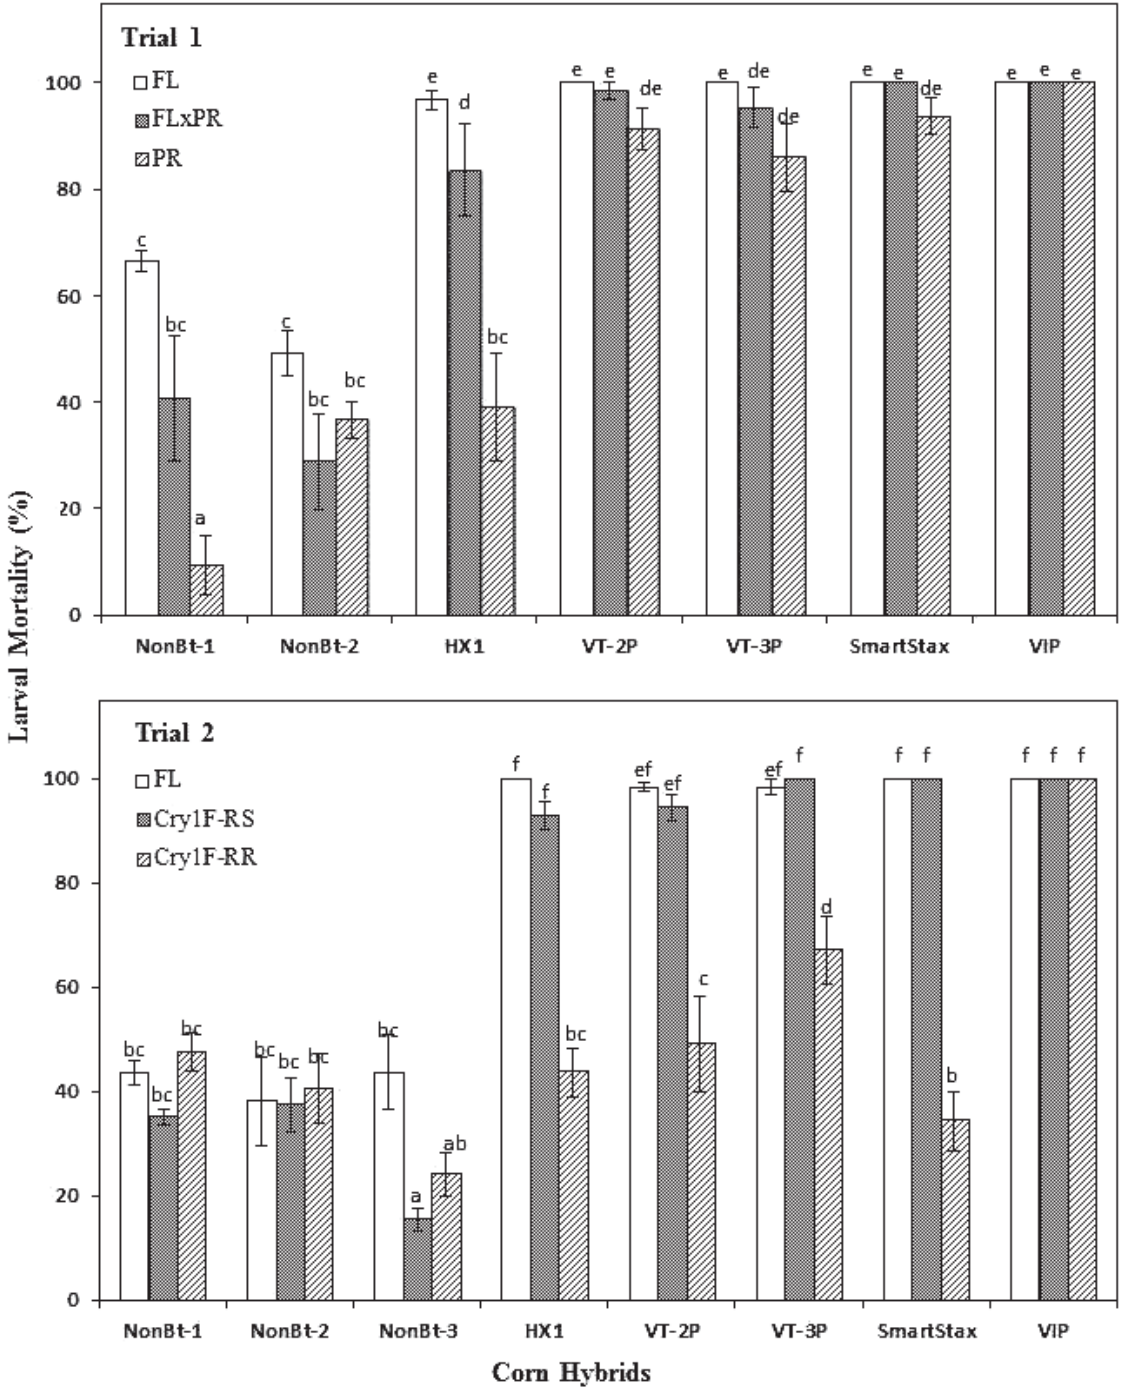 Trial 1
FL
FLxPR
PR
100
80
60
40
20
0
c
bc
a
c
bc
bc
e
d
bc
e
e
de
e
de
de
e
e
de
e
e
e
NonBt-1 NonBt-2 HX1 VT-2P VT-3P SmartStax VIP
Larval Mortality (%)
Trial 2
FL
Cry1F-RS
Cry1F-RR
100
80
60
40
20
0
bc
bc
bc
bc
bc
bc
bc
a
ab
f
f
bc
ef
ef
c
ef
f
d
f
f
b
f
f
f
NonBt-1 NonBt-2 NonBt-3 HX1 VT-2P VT-3P SmartStax VIP
Corn Hybrids